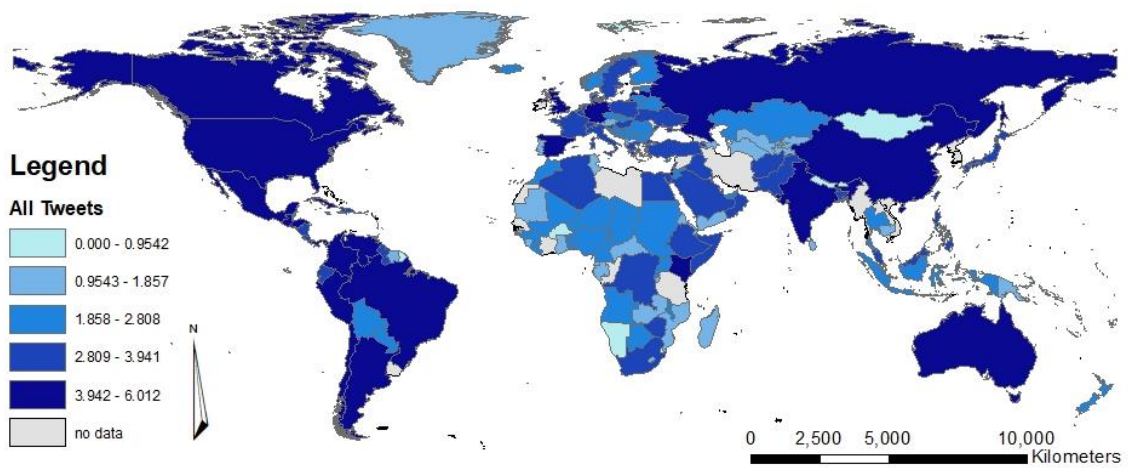 Legend
All Tweets
0.000 - 0.9542
0.9543 - 1.857
1.858 - 2.808
2.809 - 3.941
3.942 - 6.012
no data
N
0 2,500 5,000 10,000
Kilometers